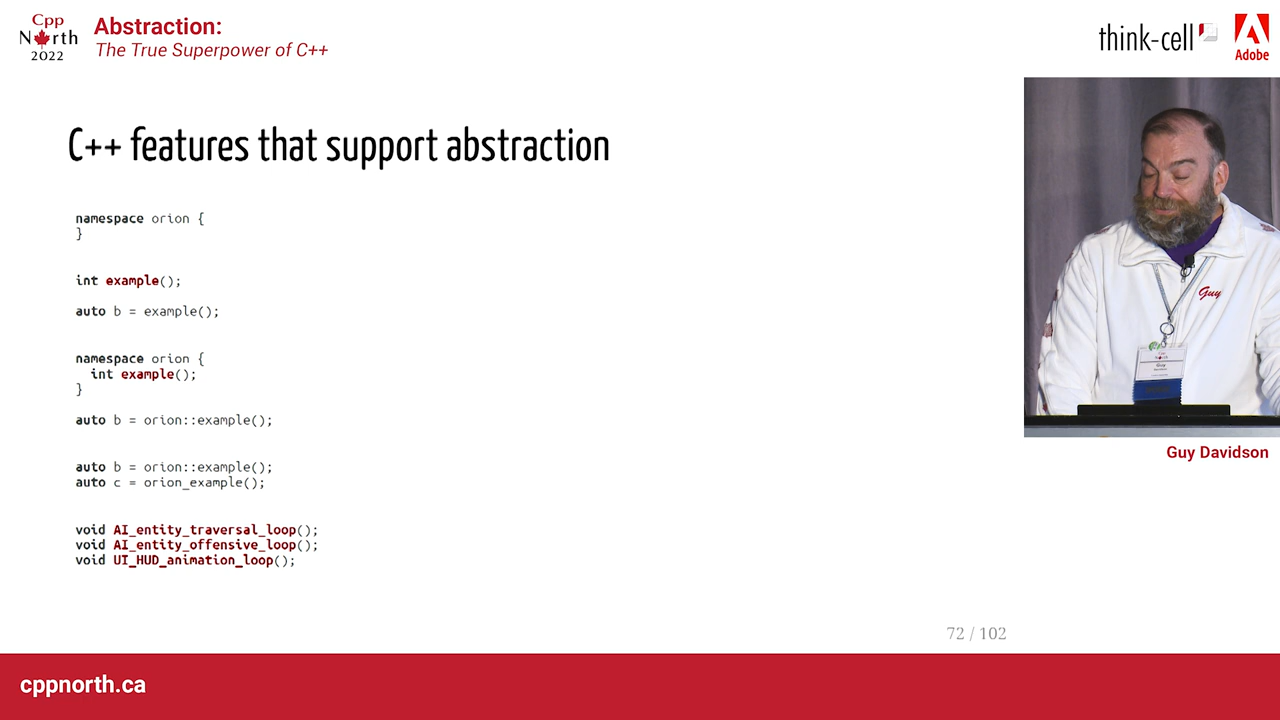 Cpp
North
2022
Abstraction:
The True Superpower of C++
think-cell
Adobe
C++ features that support abstraction
namespace orion {
}
int example();
auto b = example();
namespace orion {
int example();
}
auto b = orion::example();
auto b = orion::example();
auto c = orion_example();
void AI_entity_traversal_loop();
void AI_entity_offensive_loop();
void UI_HUD_animation_loop();
72 / 102
Guy
Guy Davidson
cppnorth.ca